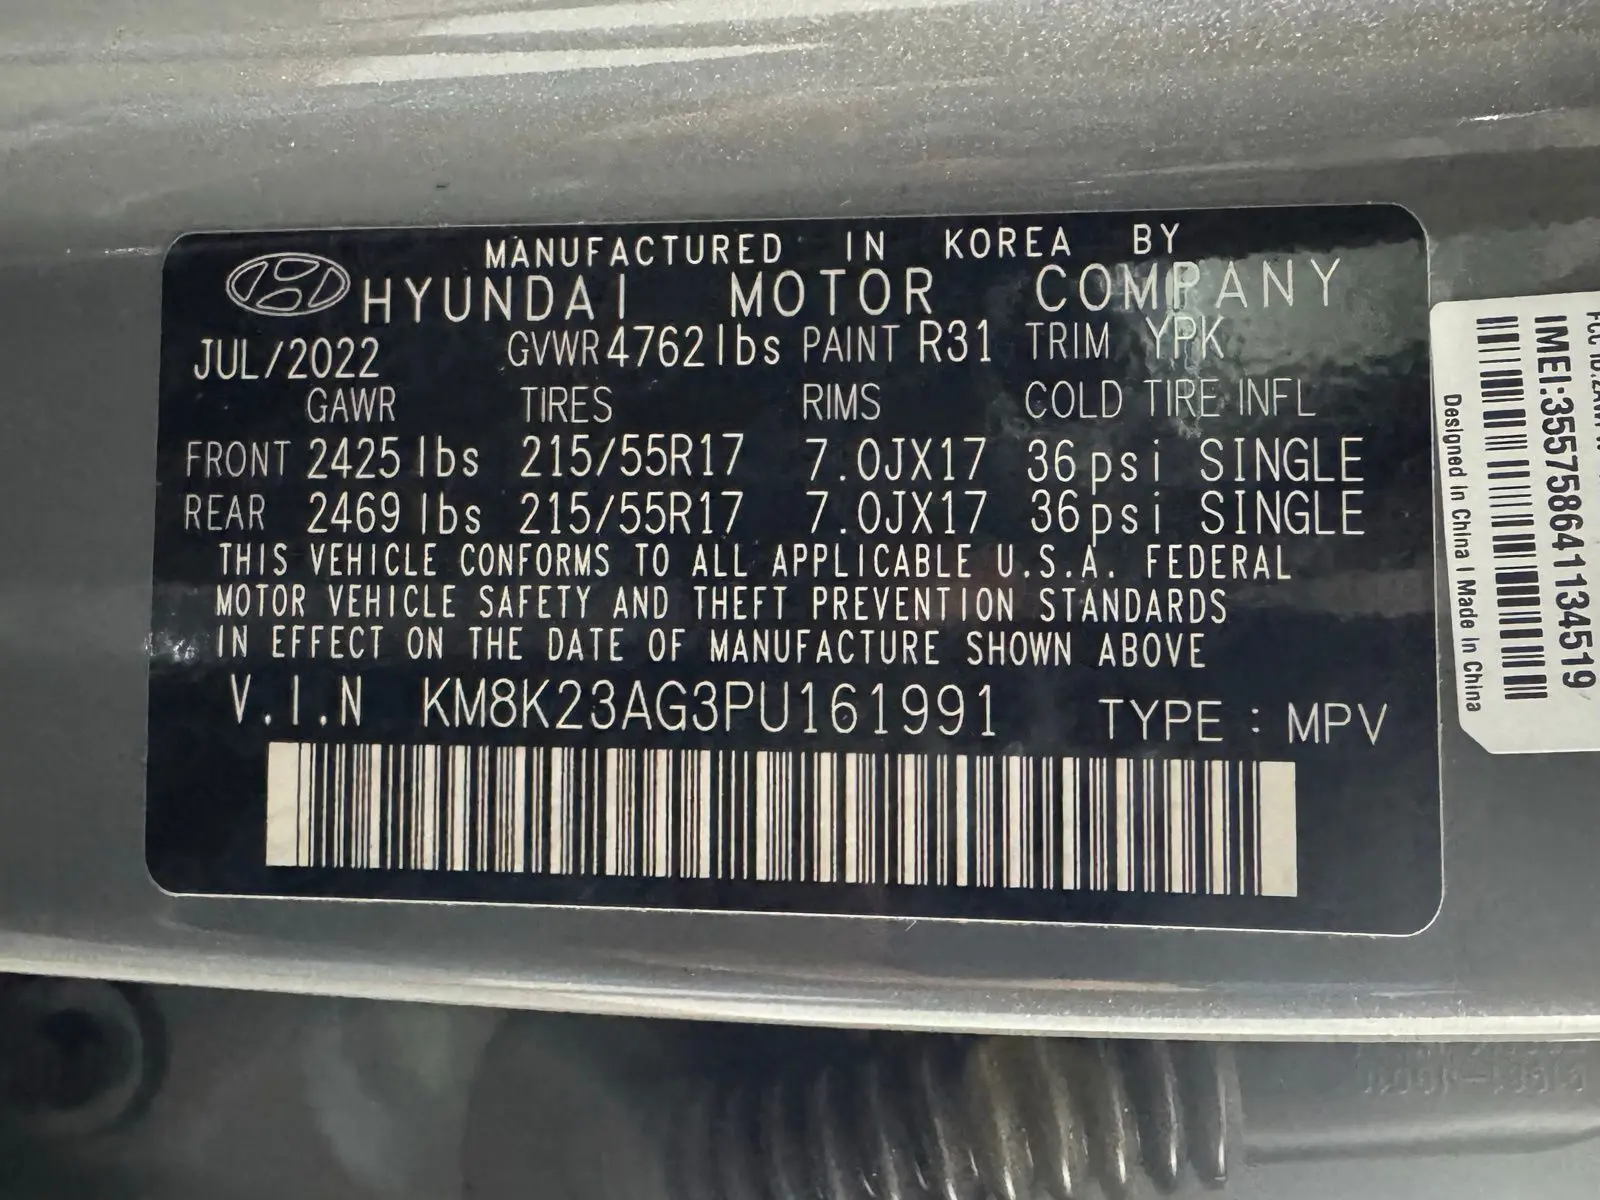 MANUFACTURED IN KOREA BY
HYUNDAI MOTOR COMPANY
JUL/2022 GVWR 4762 lbs PAINT R31 TRIM YPK
GAWR TIRES RIMS COLD TIRE INFL
FRONT 2425 lbs 215/55R17 7.0JX17 36psi SINGLE
REAR 2469 lbs 215/55R17 7.0JX17 36psi SINGLE
THIS VEHICLE CONFORMS TO ALL APPLICABLE U.S.A. FEDERAL
MOTOR VEHICLE SAFETY AND THEFT PREVENTION STANDARDS
IN EFFECT ON THE DATE OF MANUFACTURE SHOWN ABOVE
V.I.N KM8K23AG3PU161991 TYPE : MPV
FCC ID:
IMEI:355758641134519
Designed In China I Made In China